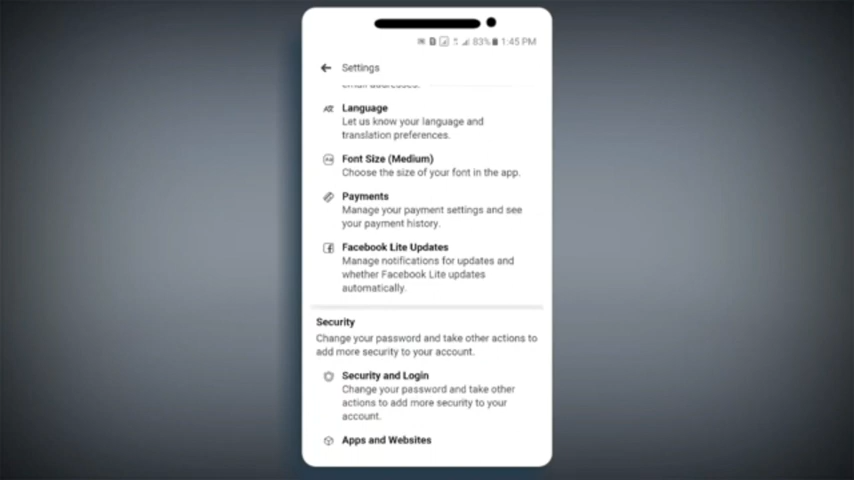 83% 1:45 PM
Settings
email addresses.
Language
Let us know your language and
translation preferences.
Font Size (Medium)
Choose the size of your font in the app.
Payments
Manage your payment settings and see
your payment history.
Facebook Lite Updates
Manage notifications for updates and
whether Facebook Lite updates
automatically.
Security
Change your password and take other actions to
add more security to your account.
Security and Login
Change your password and take other
actions to add more security to your
account.
Apps and Websites